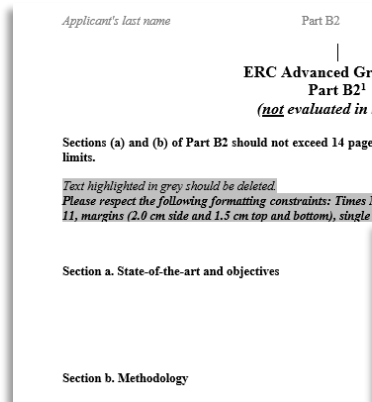 Applicant's last name Part B2
ERC Advanced Gr
Part B2¹
(not evaluated in
Sections (a) and (b) of Part B2 should not exceed 14 page
limits.
Text highlighted in grey should be deleted.
Please respect the following formatting constraints: Times
11, margins (2.0 cm side and 1.5 cm top and bottom), single
Section a. State-of-the-art and objectives
Section b. Methodology